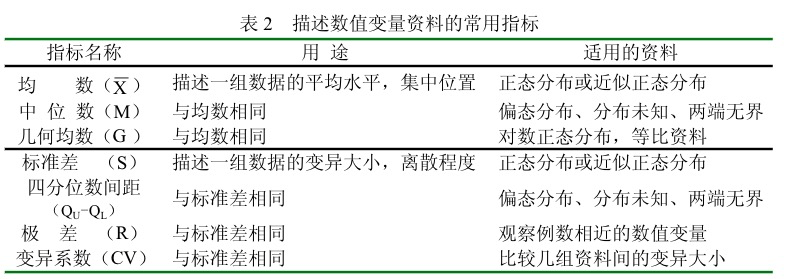 表 2 描述数值变量资料的常用指标
指标名称 用 途 适用的资料
均 数（X̅） 描述一组数据的平均水平，集中位置 正态分布或近似正态分布
中 位 数（M） 与均数相同 偏态分布、分布未知、两端无界
几何均数（G ） 与均数相同 对数正态分布，等比资料
标准差 （S） 描述一组数据的变异大小，离散程度 正态分布或近似正态分布
四分位数间距
（QU-QL） 与标准差相同 偏态分布、分布未知、两端无界
极 差 （R） 与标准差相同 观察例数相近的数值变量
变异系数（CV） 与标准差相同 比较几组资料间的变异大小